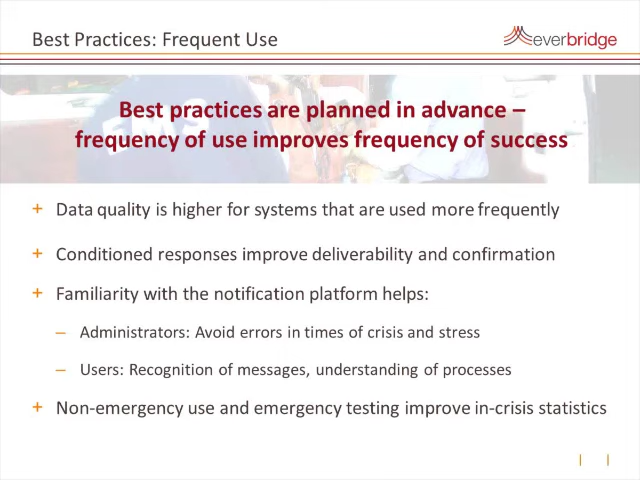 Best Practices: Frequent Use
everbridge
Best practices are planned in advance –
frequency of use improves frequency of success
+ Data quality is higher for systems that are used more frequently
+ Conditioned responses improve deliverability and confirmation
+ Familiarity with the notification platform helps:
– Administrators: Avoid errors in times of crisis and stress
– Users: Recognition of messages, understanding of processes
+ Non-emergency use and emergency testing improve in-crisis statistics